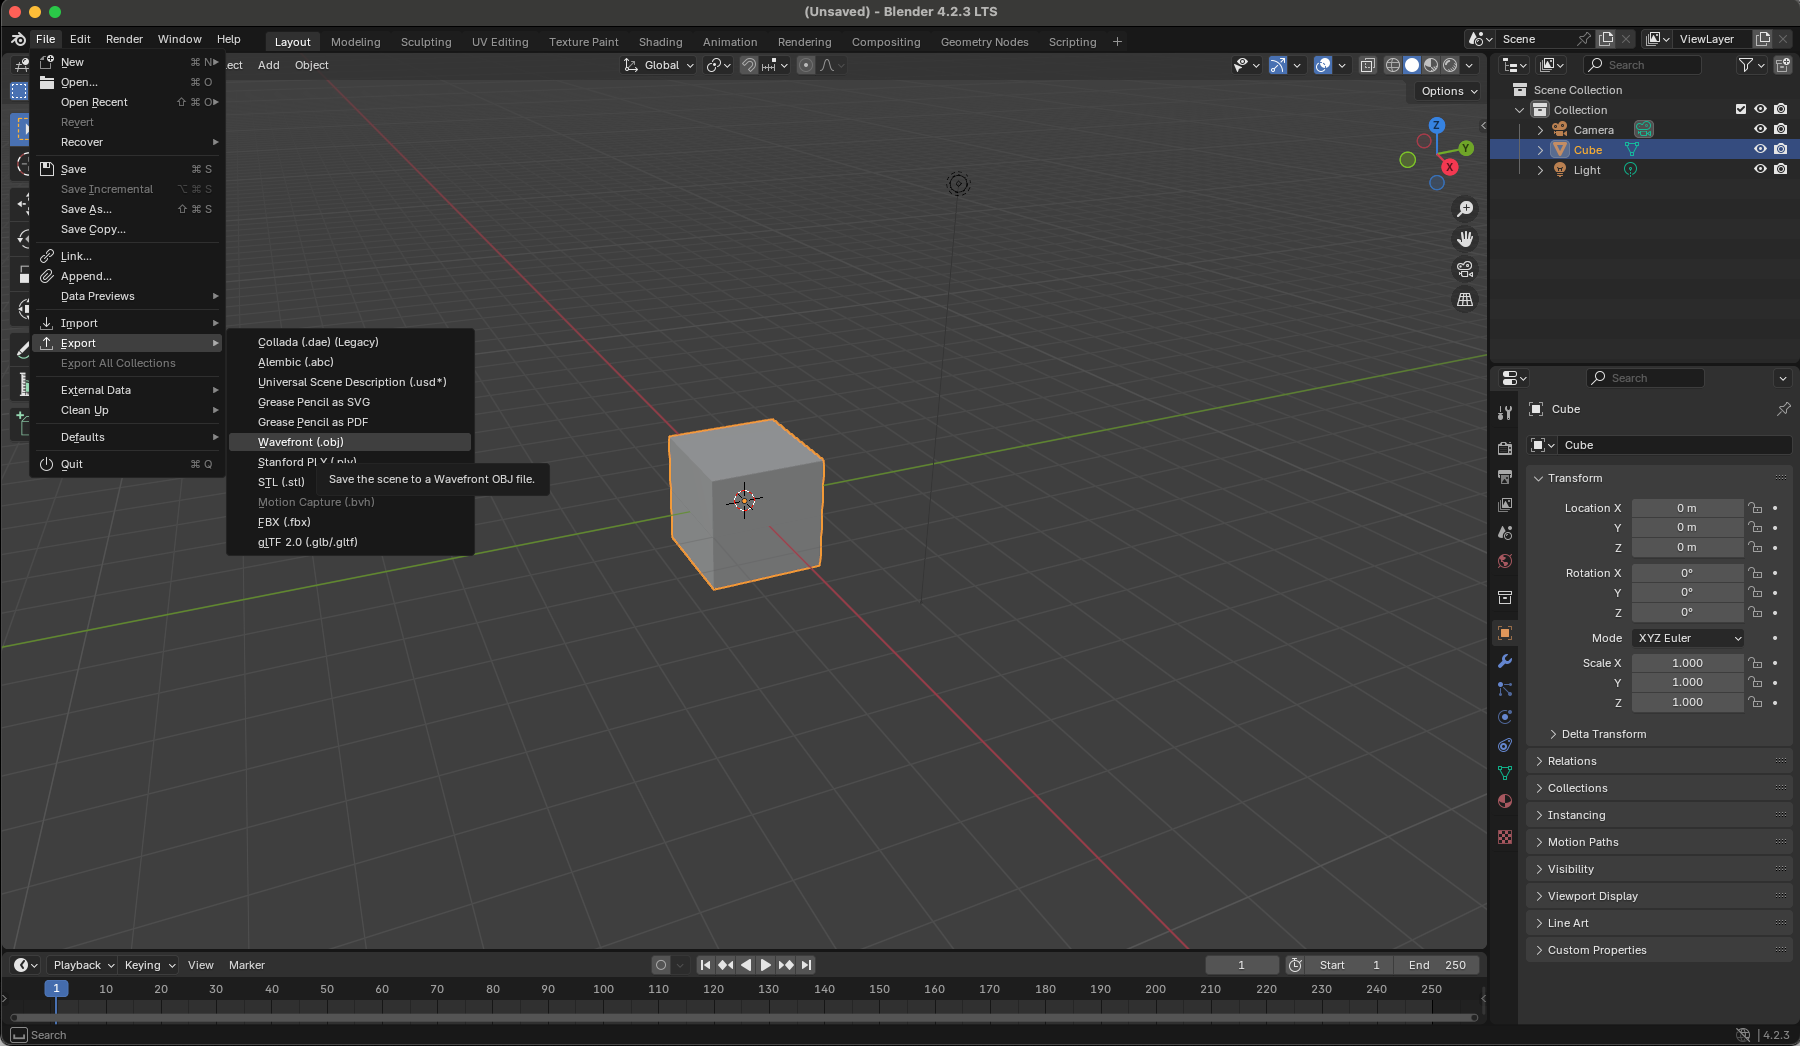 (Unsaved) - Blender 4.2.3 LTS
File Edit Render Window Help
Layout Modeling Sculpting UV Editing Texture Paint Shading Animation Rendering Compositing Geometry Nodes Scripting +
Scene
ViewLayer
New ⌘ N
Open... ⌘ O
Open Recent ⇧ ⌘ O
Revert
Recover
Save ⌘ S
Save Incremental ⌥ ⌘ S
Save As... ⇧ ⌘ S
Save Copy...
Link...
Append...
Data Previews
Import
Export
Export All Collections
External Data
Clean Up
Defaults
Quit ⌘ Q
Collada (.dae) (Legacy)
Alembic (.abc)
Universal Scene Description (.usd*)
Grease Pencil as SVG
Grease Pencil as PDF
Wavefront (.obj)
Stanford PLY (.ply)
STL (.stl)
Motion Capture (.bvh)
FBX (.fbx)
glTF 2.0 (.glb/.gltf)
Save the scene to a Wavefront OBJ file.
ect Add Object
Global
Options
Z
Y
X
Search
Scene Collection
Collection
Camera
Cube
Light
Search
Cube
Cube
Transform
Location X 0 m
Y 0 m
Z 0 m
Rotation X 0°
Y 0°
Z 0°
Mode XYZ Euler
Scale X 1.000
Y 1.000
Z 1.000
Delta Transform
Relations
Collections
Instancing
Motion Paths
Visibility
Viewport Display
Line Art
Custom Properties
Playback Keying View Marker
1
Start 1
End 250
1 10 20 30 40 50 60 70 80 90 100 110 120 130 140 150 160 170 180 190 200 210 220 230 240 250
Search
4.2.3